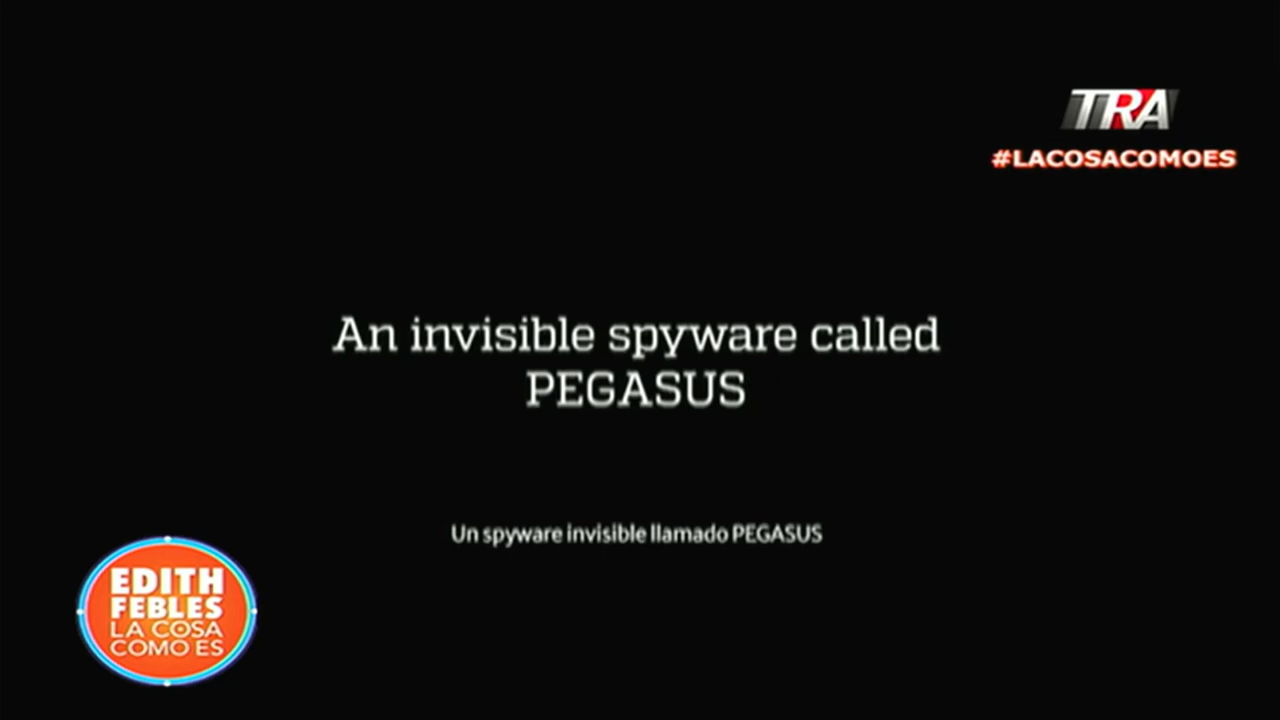 TRA
#LACOSACOMOES
An invisible spyware called
PEGASUS
Un spyware invisible llamado PEGASUS
EDITH
FEBLES
LA COSA
COMO ES